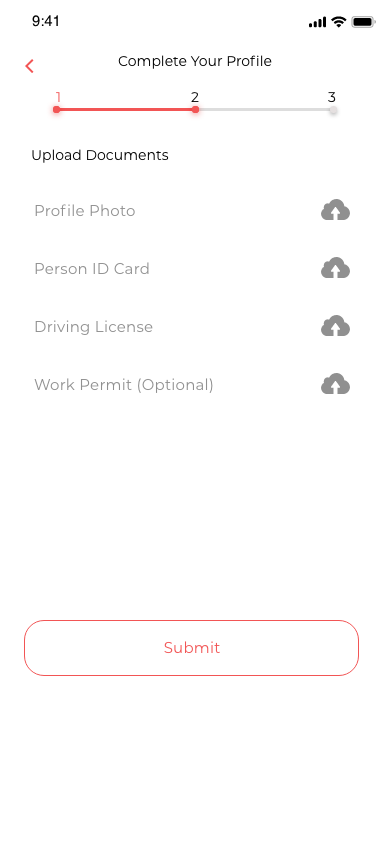 9:41
Complete Your Profile
1 2 3
Upload Documents
Profile Photo
Person ID Card
Driving License
Work Permit (Optional)
Submit